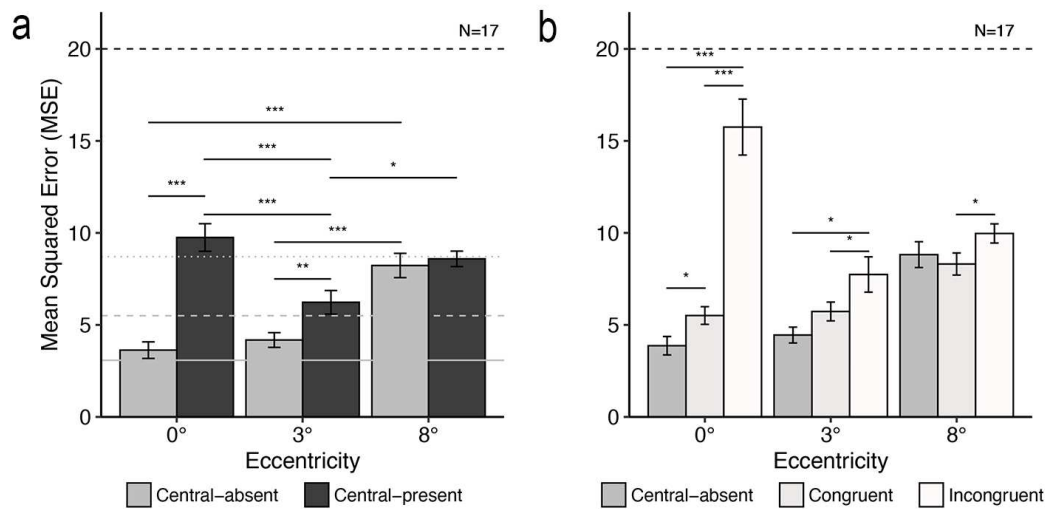 a
N=17
20
15
10
5
0
Mean Squared Error (MSE)
***
***
*
***
***
***
**
0°
3°
8°
Eccentricity
Central-absent
Central-present
b
N=17
20
15
10
5
0
***
***
*
*
*
*
0°
3°
8°
Eccentricity
Central-absent
Congruent
Incongruent